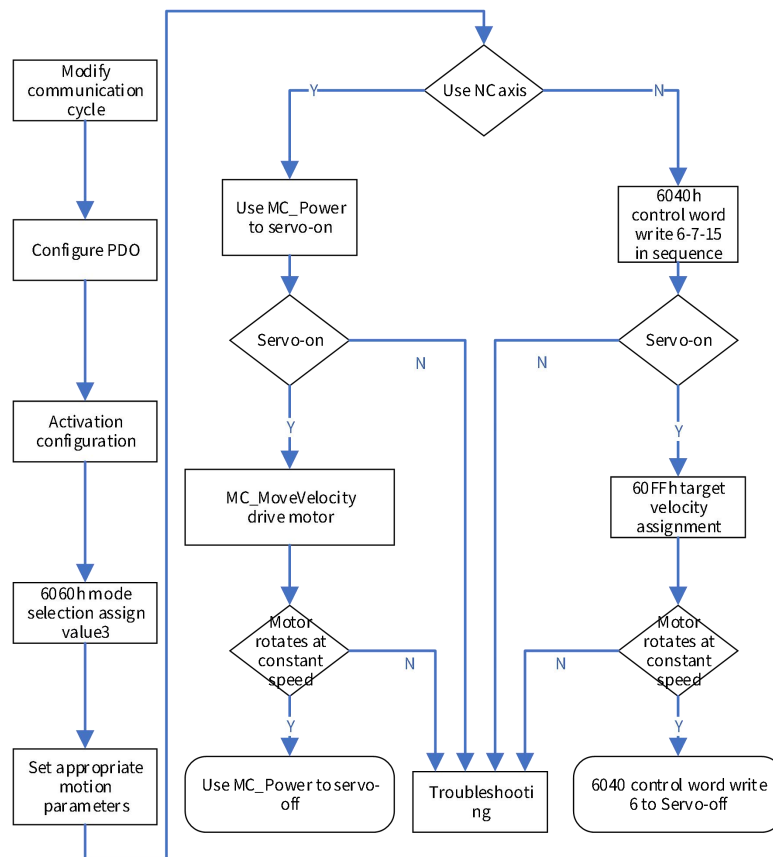 Modify
communication
cycle
Configure PDO
Activation
configuration
6060h mode
selection assign
value3
Set appropriate
motion
parameters
Use NC axis
Y
N
Use MC_Power
to servo-on
Servo-on
N
Y
MC_MoveVelocity
drive motor
Motor
rotates at
constant
speed
N
Y
Use MC_Power to servo-
off
6040h
control word
write 6-7-15
in sequence
Servo-on
N
Y
60FFh target
velocity
assignment
Motor
rotates at
constant
speed
N
Y
6040 control word write
6 to Servo-off
Troubleshooti
ng